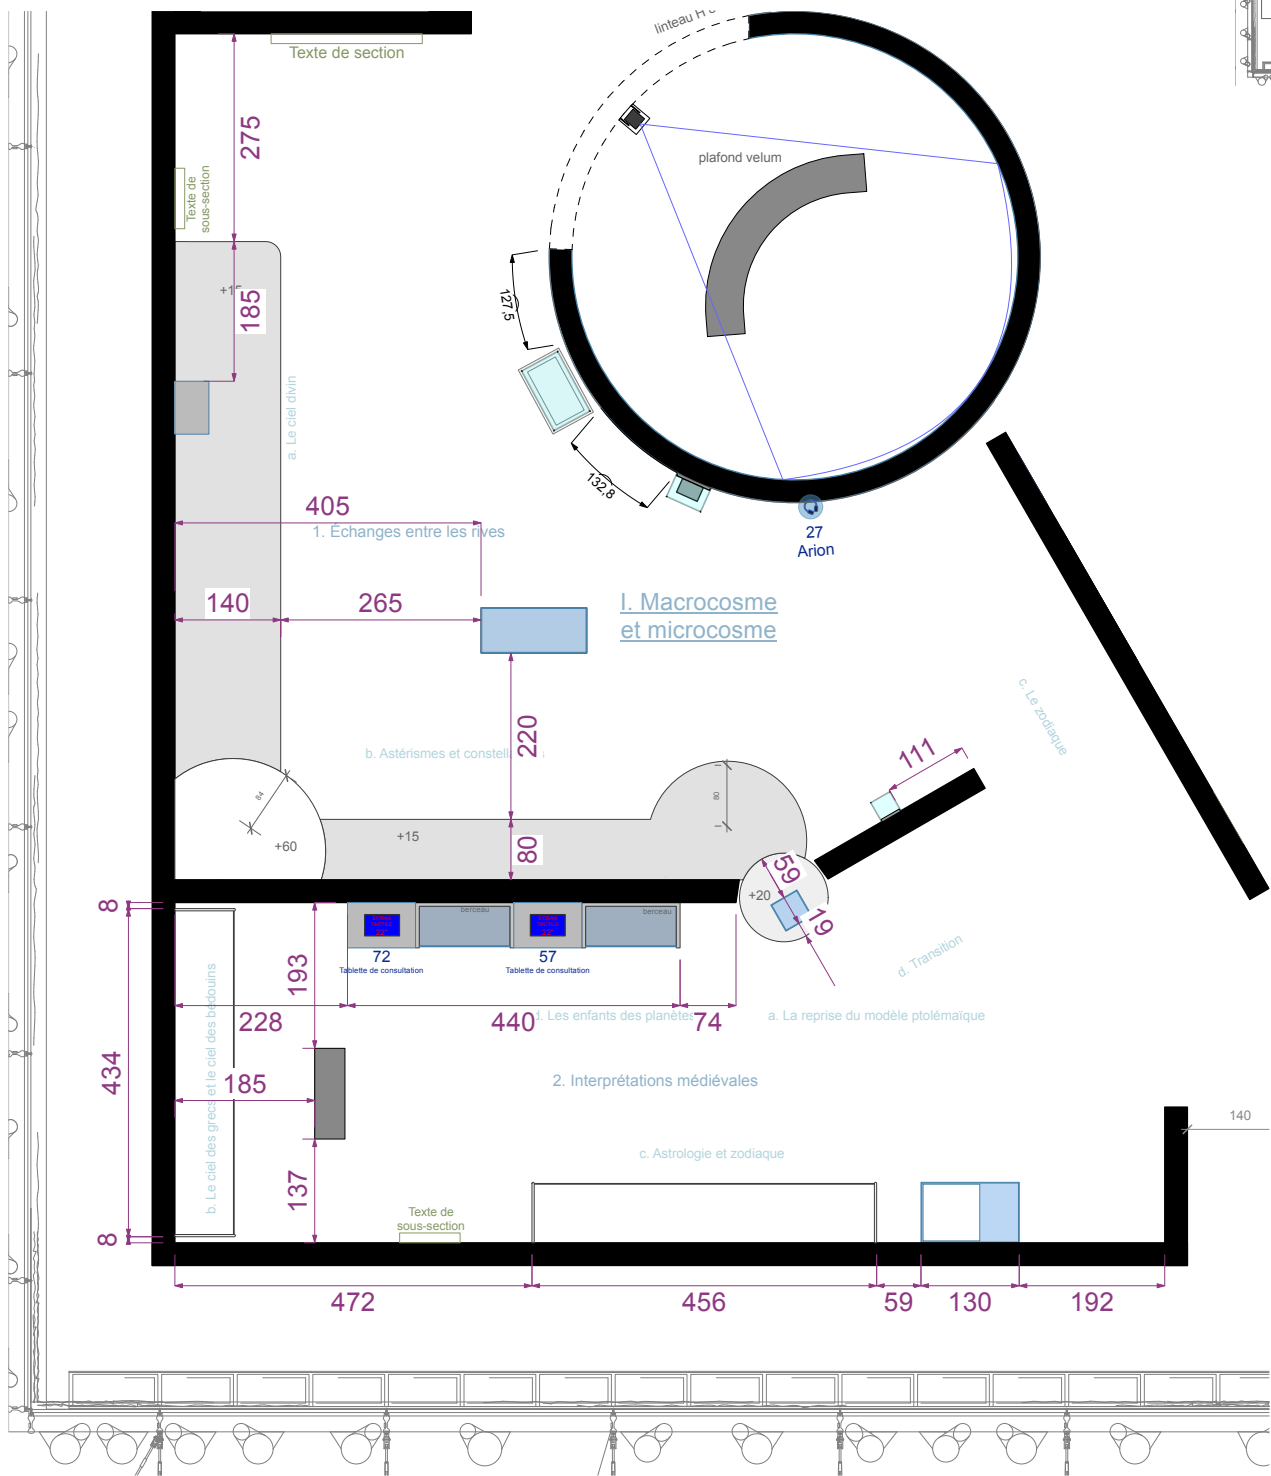 linteau H
Texte de section
275
plafond velum
Texte de
sous-section
+15
185
127,5
a. Le ciel divin
132,8
405
1. Échanges entre les rives
27
Arion
140
265
I. Macrocosme
et microcosme
c. Le zodiaque
220
b. Astérismes et constell
111
84
80
+15
+60
80
59
+20
19
8
berceau
berceau
22"
22"
72
Tablette de consultation
57
Tablette de consultation
193
d. Transition
228
440
d. Les enfants des planètes
74
a. La reprise du modèle ptolémaïque
434
b. Le ciel des grecs et le ciel des bédouins
185
2. Interprétations médiévales
140
c. Astrologie et zodiaque
137
Texte de
sous-section
8
472
456
59
130
192